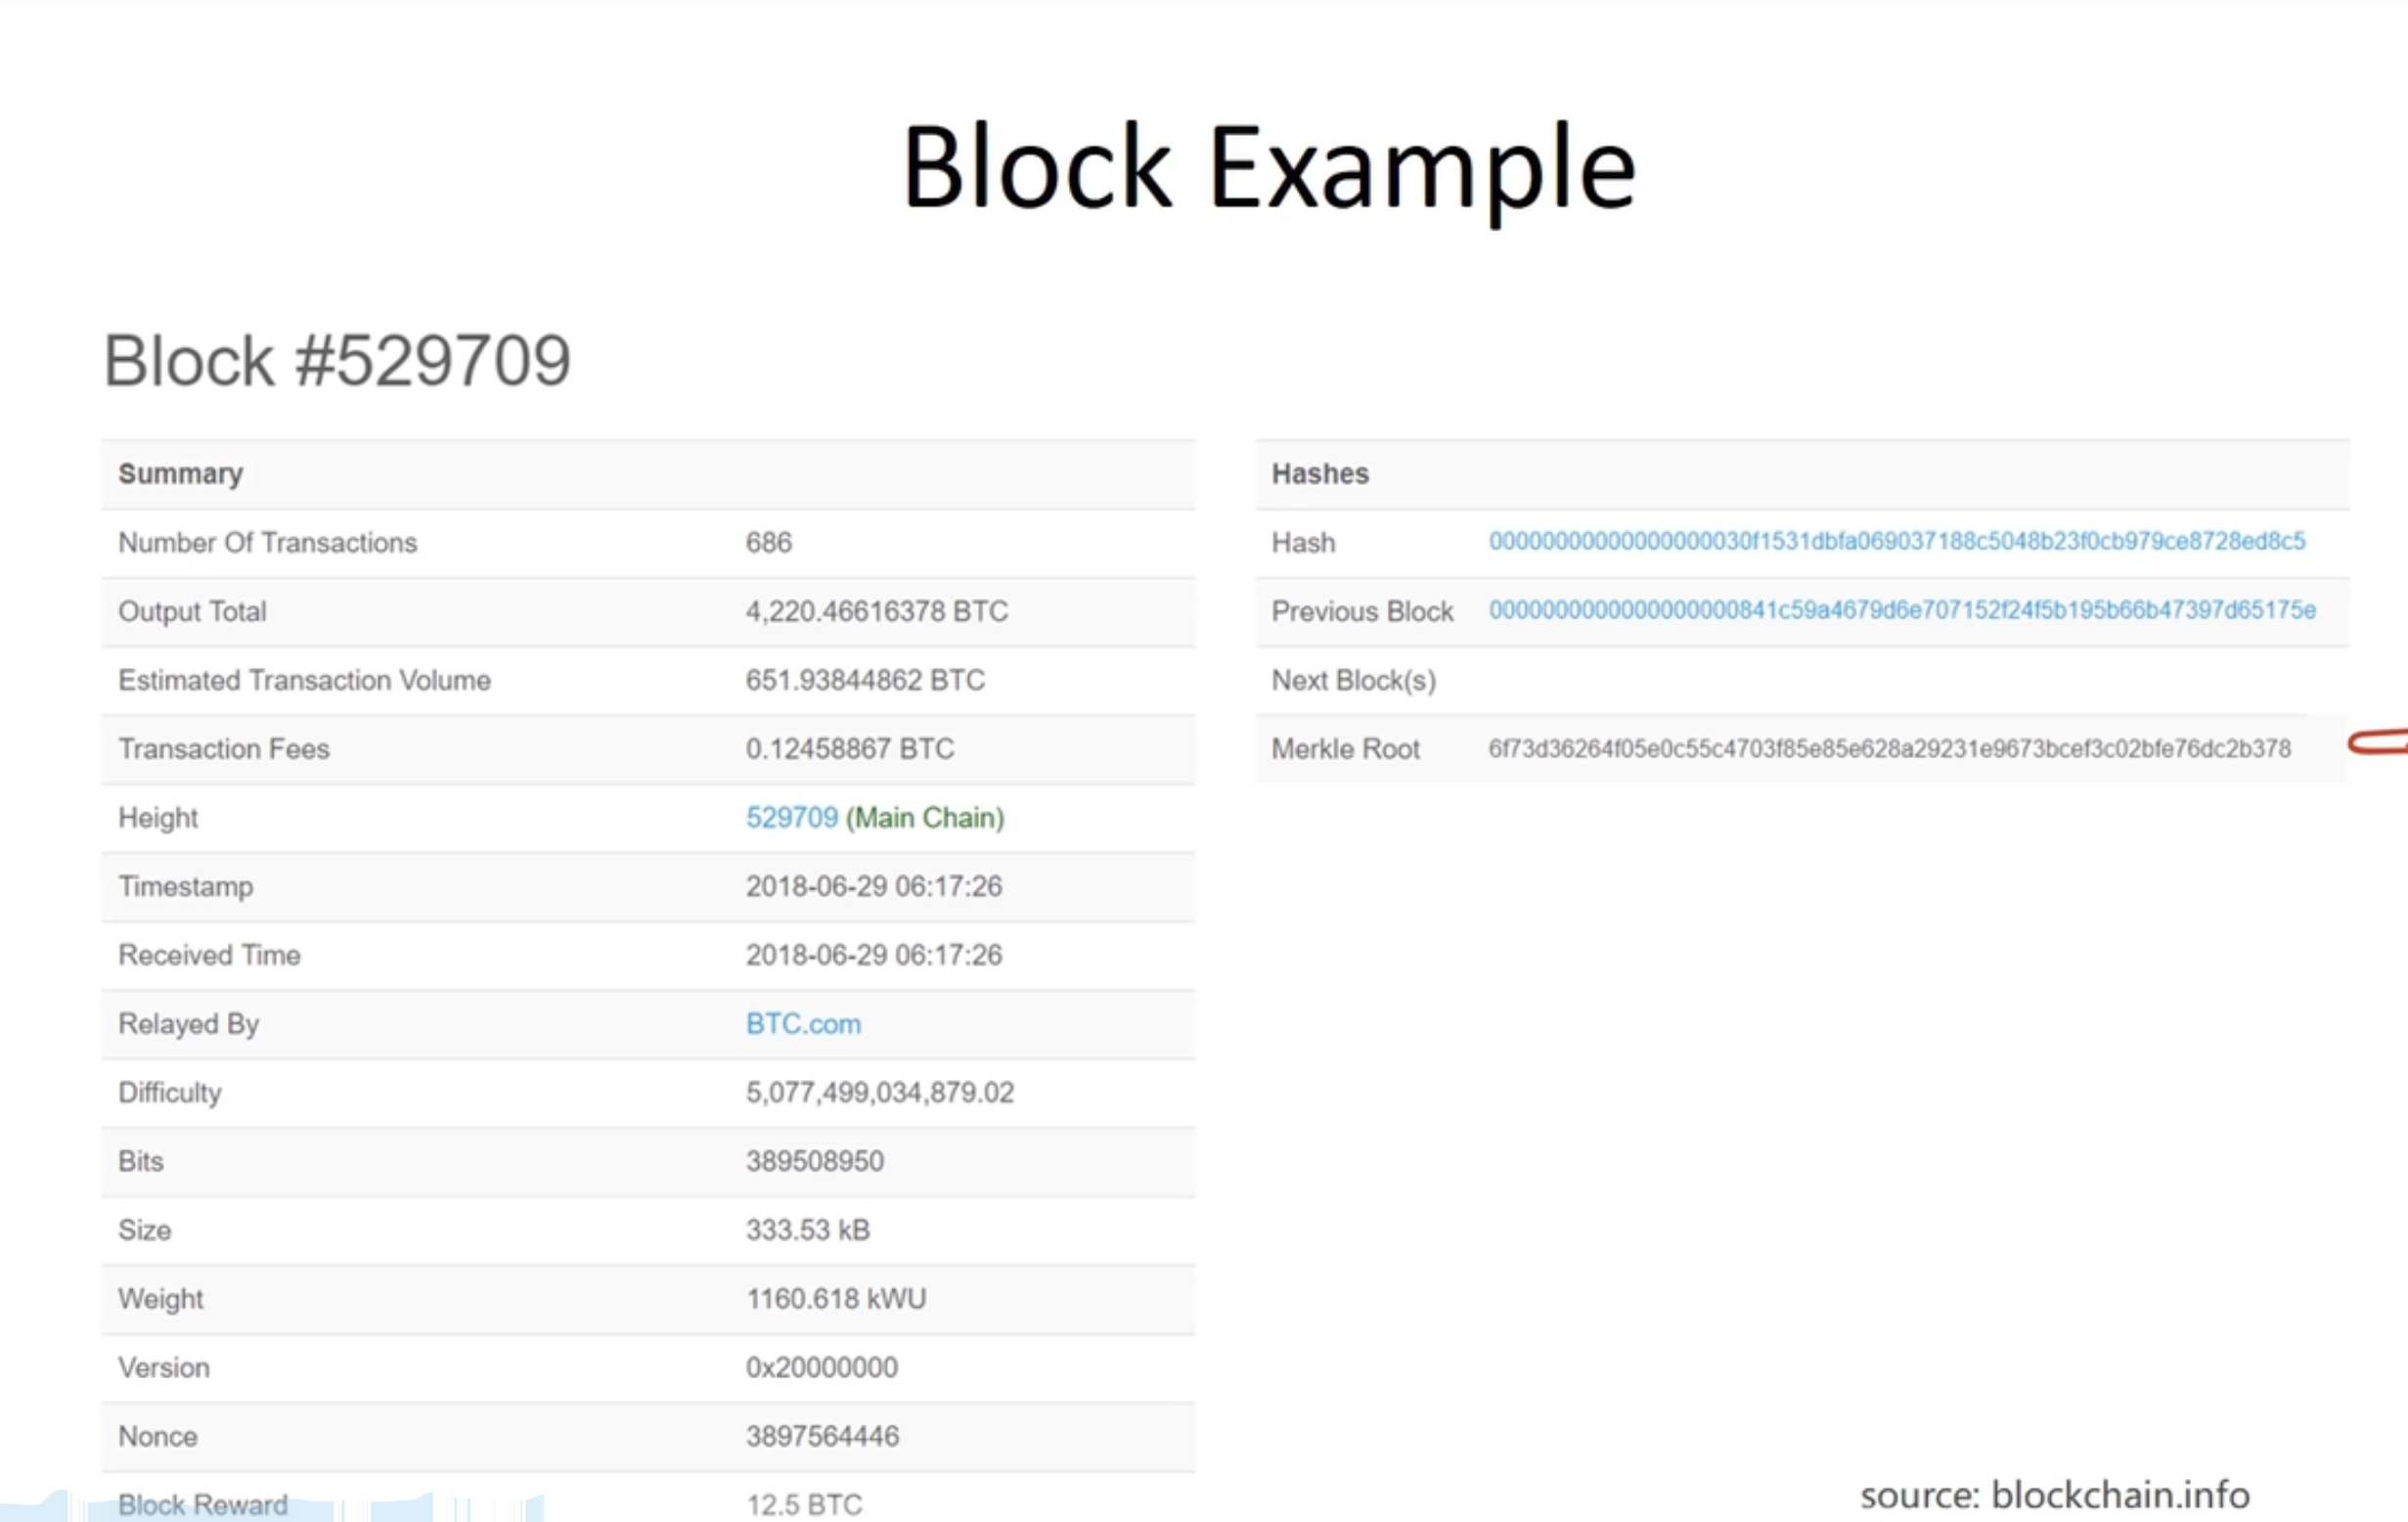 Block Example
Block #529709
Summary
Number Of Transactions 686
Output Total 4,220.46616378 BTC
Estimated Transaction Volume 651.93844862 BTC
Transaction Fees 0.12458867 BTC
Height 529709 (Main Chain)
Timestamp 2018-06-29 06:17:26
Received Time 2018-06-29 06:17:26
Relayed By BTC.com
Difficulty 5,077,499,034,879.02
Bits 389508950
Size 333.53 kB
Weight 1160.618 kWU
Version 0x20000000
Nonce 3897564446
Block Reward 12.5 BTC
Hashes
Hash 00000000000000000030f1531dbfa069037188c5048b23f0cb979ce8728ed8c5
Previous Block 0000000000000000000841c59a4679d6e707152f24f5b195b66b47397d65175e
Next Block(s)
Merkle Root 6f73d36264f05e0c55c4703f85e85e628a29231e9673bcef3c02bfe76dc2b378
source: blockchain.info